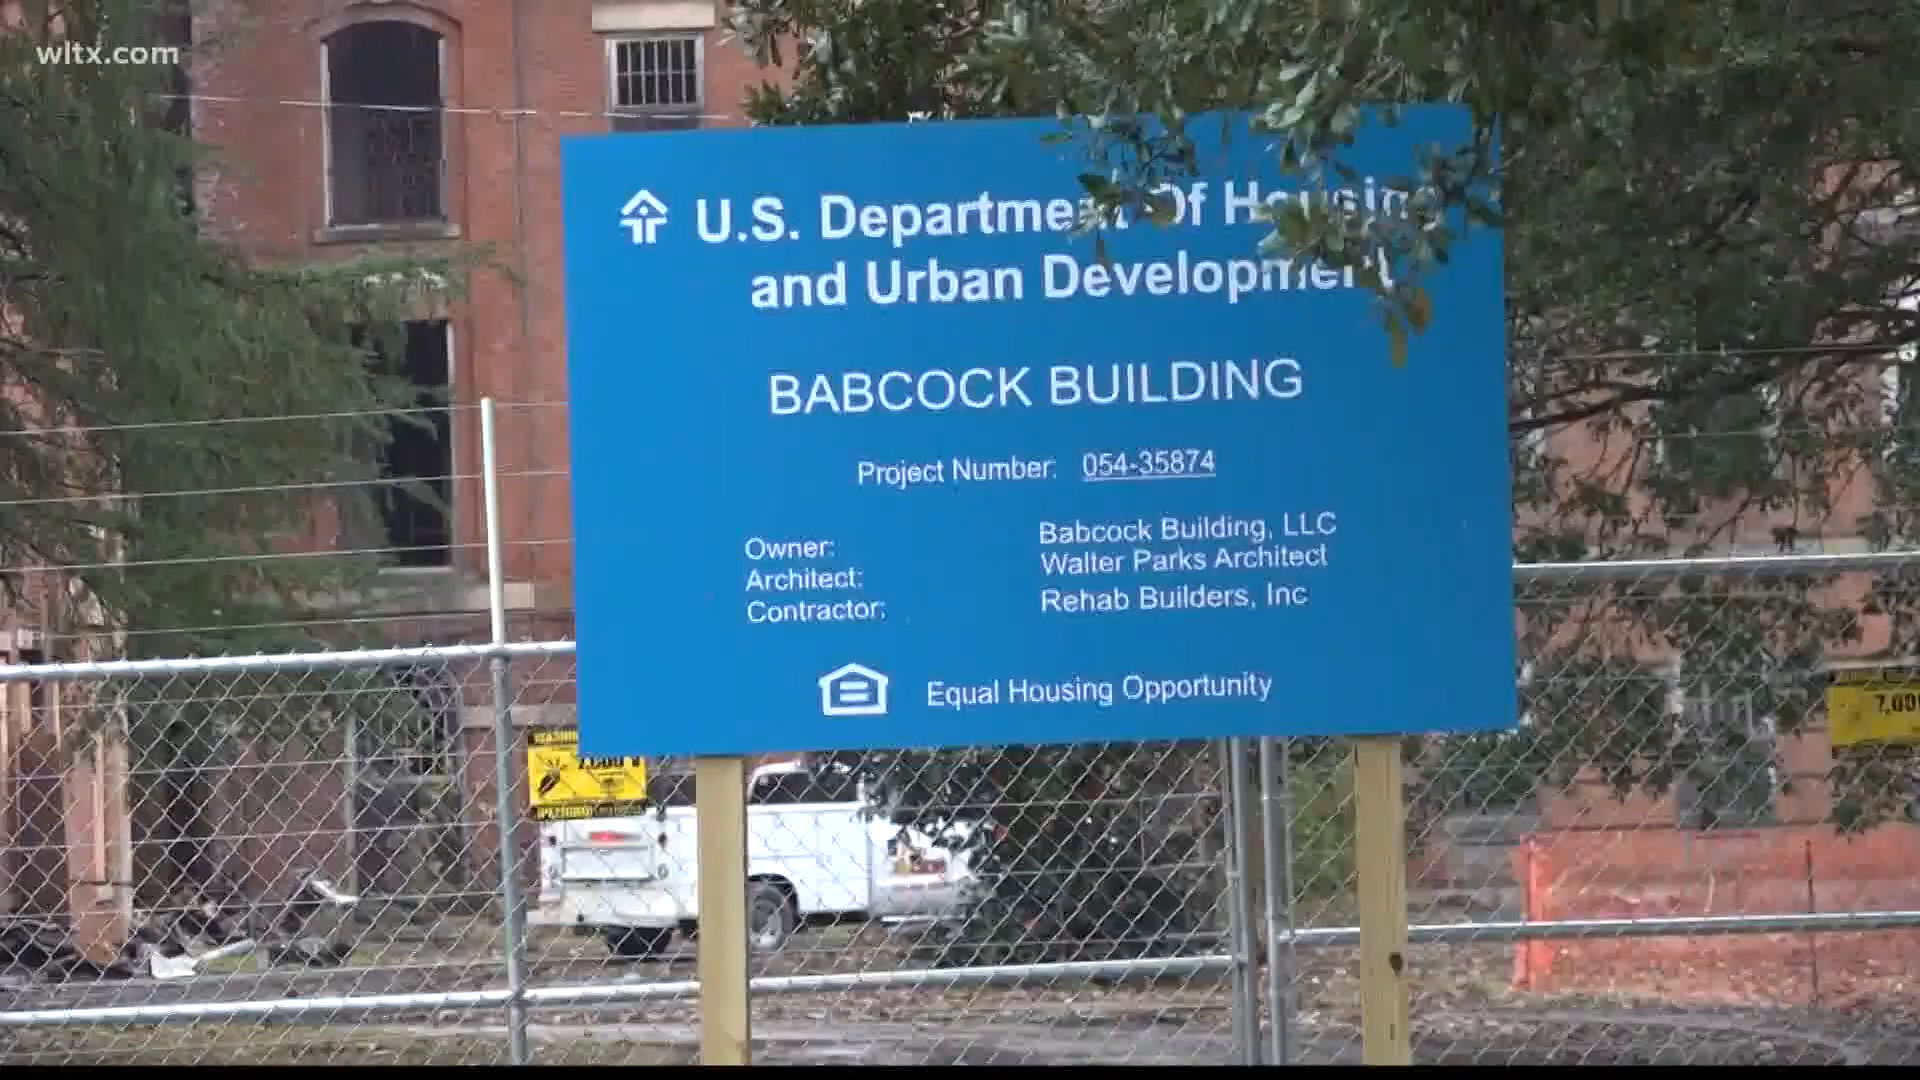 wltx.com
U.S. Department Of Housing
and Urban Development
BABCOCK BUILDING
Project Number: 054-35874
Owner: Babcock Building, LLC
Architect: Walter Parks Architect
Contractor: Rehab Builders, Inc
Equal Housing Opportunity